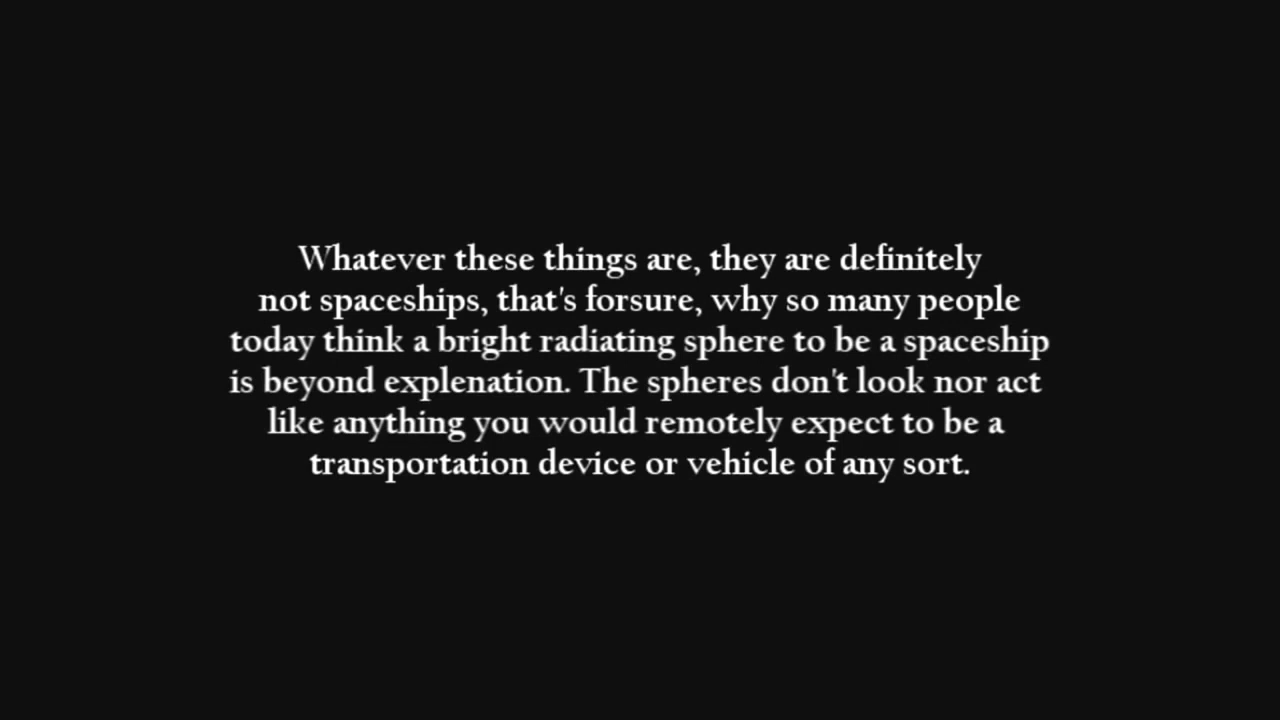 Whatever these things are, they are definitely
not spaceships, that's forsure, why so many people
today think a bright radiating sphere to be a spaceship
is beyond explenation. The spheres don't look nor act
like anything you would remotely expect to be a
transportation device or vehicle of any sort.